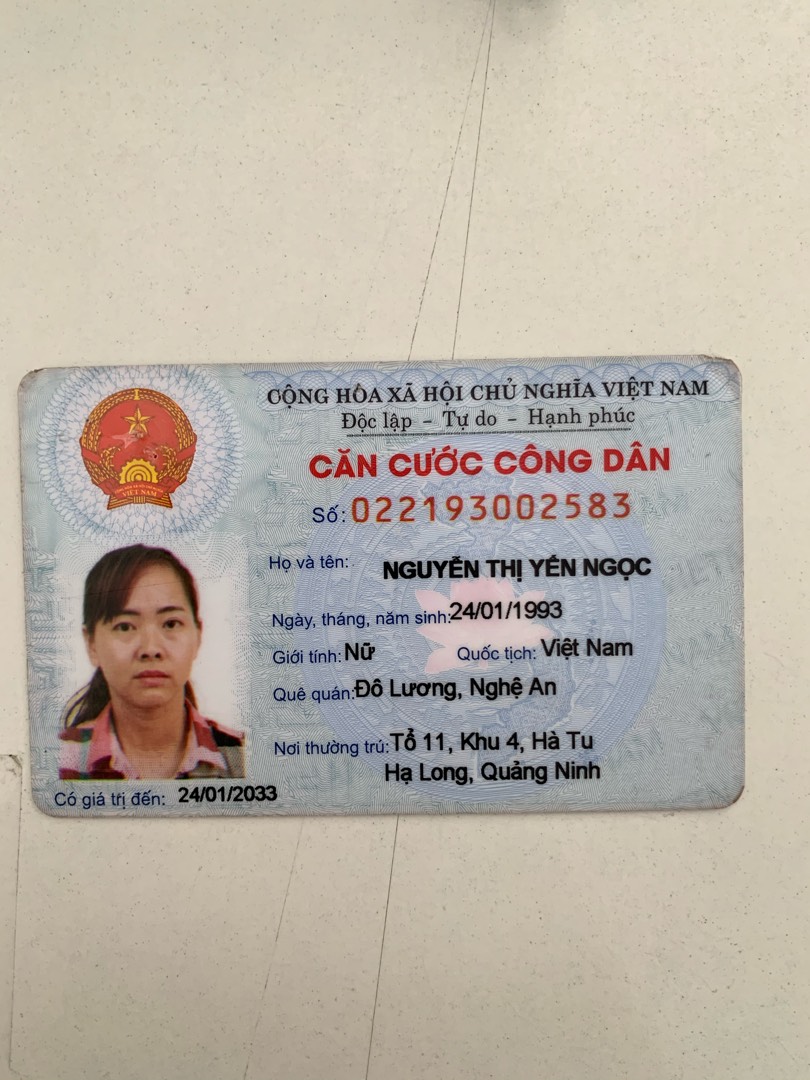 CỘNG HÒA XÃ HỘI CHỦ NGHĨA VIỆT NAM
Độc lập – Tự do – Hạnh phúc
CĂN CƯỚC CÔNG DÂN
Số: 022193002583
Họ và tên: NGUYỄN THỊ YẾN NGỌC
Ngày, tháng, năm sinh: 24/01/1993
Giới tính: Nữ Quốc tịch: Việt Nam
Quê quán: Đô Lương, Nghệ An
Nơi thường trú: Tổ 11, Khu 4, Hà Tu
Hạ Long, Quảng Ninh
Có giá trị đến: 24/01/2033
VIỆT NAM